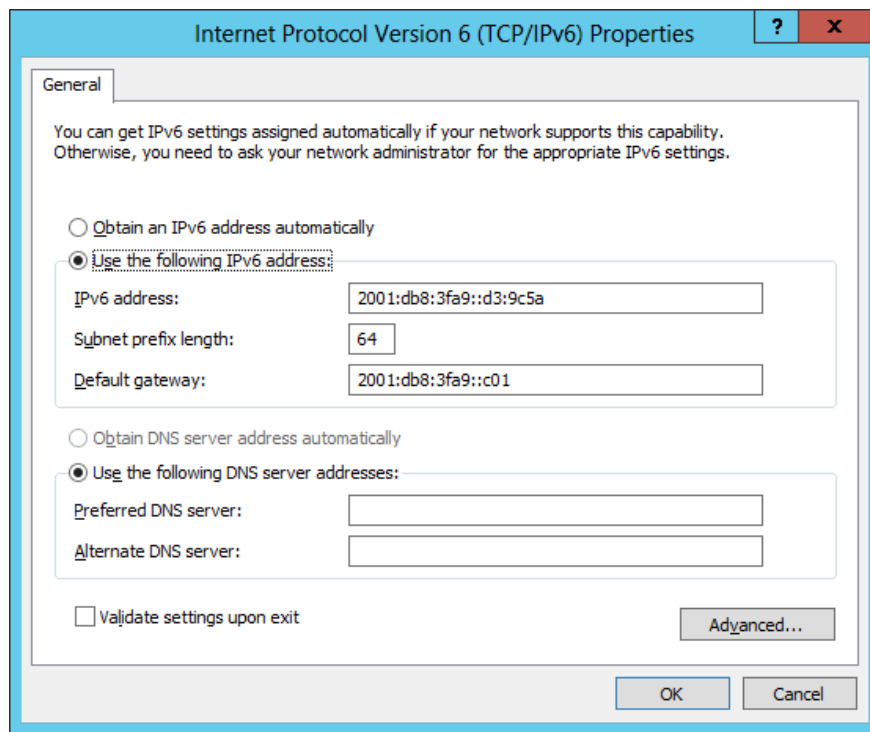 Internet Protocol Version 6 (TCP/IPv6) Properties
?
x
General
You can get IPv6 settings assigned automatically if your network supports this capability.
Otherwise, you need to ask your network administrator for the appropriate IPv6 settings.
Obtain an IPv6 address automatically
Use the following IPv6 address:
IPv6 address: 2001:db8:3fa9::d3:9c5a
Subnet prefix length: 64
Default gateway: 2001:db8:3fa9::c01
Obtain DNS server address automatically
Use the following DNS server addresses:
Preferred DNS server:
Alternate DNS server:
Validate settings upon exit
Advanced...
OK Cancel